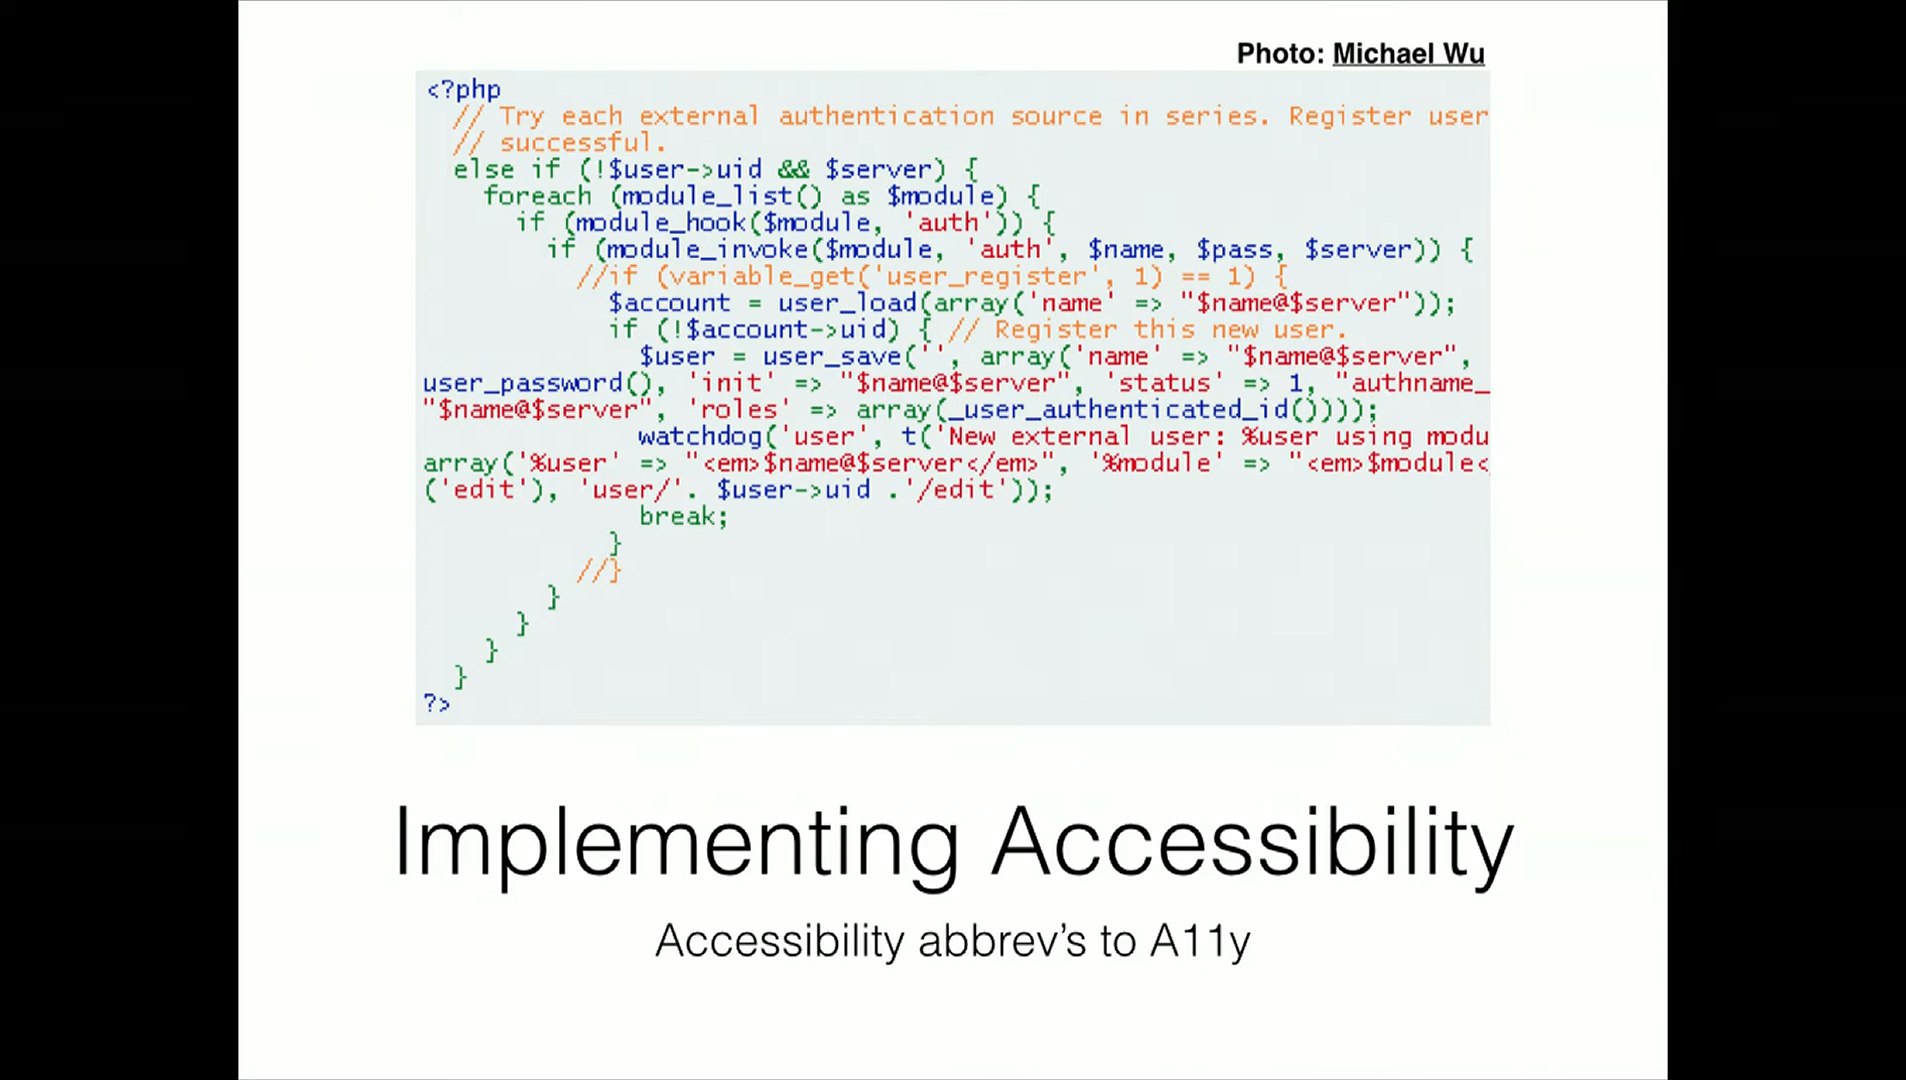 Photo: Michael Wu
<?php
// Try each external authentication source in series. Register user
// successful.
else if (!$user->uid && $server) {
foreach (module_list() as $module) {
if (module_hook($module, 'auth')) {
if (module_invoke($module, 'auth', $name, $pass, $server)) {
//if (variable_get('user_register', 1) == 1) {
$account = user_load(array('name' => "$name@$server"));
if (!$account->uid) { // Register this new user.
$user = user_save('', array('name' => "$name@$server",
user_password(), 'init' => "$name@$server", 'status' => 1, "authname_
"$name@$server", 'roles' => array(_user_authenticated_id())));
watchdog('user', t('New external user: %user using modu
array('%user' => "<em>$name@$server</em>", '%module' => "<em>$module<
('edit'), 'user/'. $user->uid .'/edit'));
break;
}
//}
}
}
}
}
?>
Implementing Accessibility
Accessibility abbrev’s to A11y